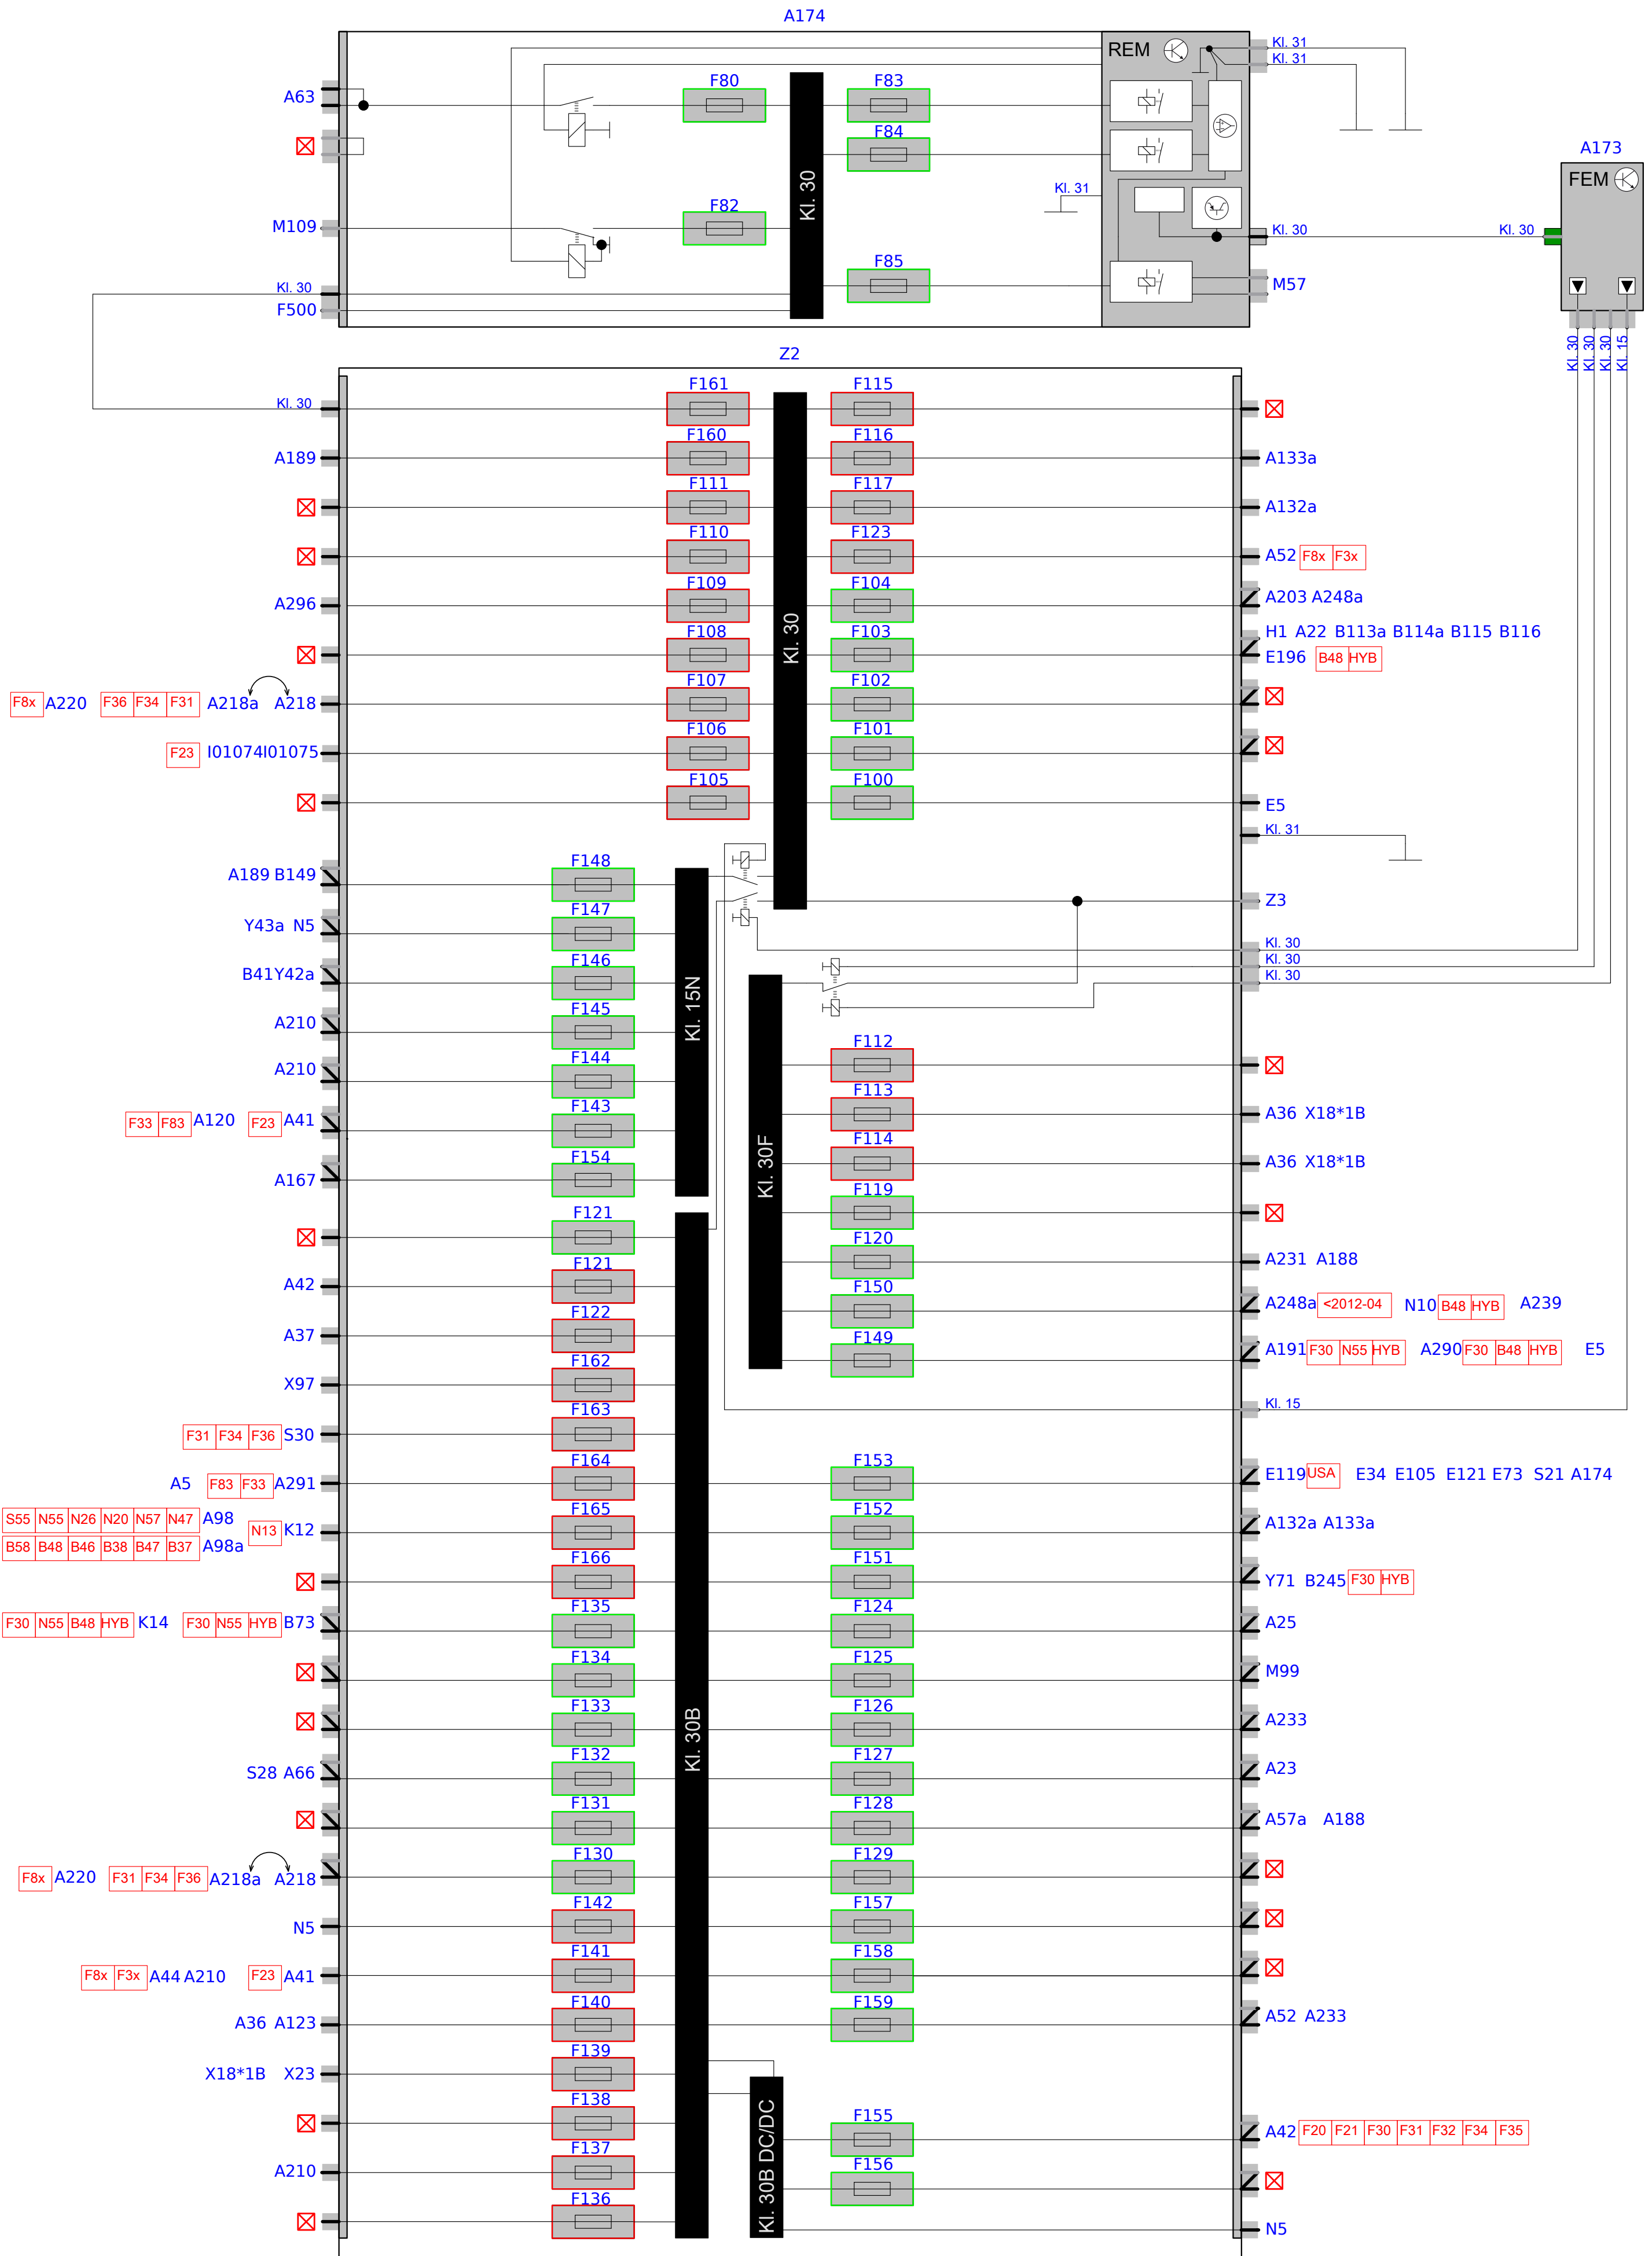 A174
REM
Kl. 31
Kl. 31
F80
F83
A63
F84
Kl. 30
A173
FEM
Kl. 31
F82
M109
Kl. 30
Kl. 30
F85
M57
Kl. 30
F500
Kl. 30
Kl. 30
Kl. 30
Kl. 15
Z2
F161
F115
Kl. 30
F160
F116
A189
A133a
F111
F117
A132a
F110
F123
A52 F8x F3x
F109
F104
A296
A203 A248a
Kl. 30
F108
F103
H1 A22 B113a B114a B115 B116
E196 B48 HYB
F107
F102
F8x A220 F36 F34 F31 A218a A218
F106
F101
F23 I01074I01075
F105
F100
E5
Kl. 31
F148
A189 B149
Z3
F147
Y43a N5
Kl. 30
Kl. 30
Kl. 30
F146
B41Y42a
Kl. 15N
F145
A210
F144
A210
F112
F143
F33 F83 A120 F23 A41
F113
A36 X18*1B
F154
A167
F114
A36 X18*1B
Kl. 30F
F121
F119
F121
A42
F120
A231 A188
F122
A37
F150
A248a <2012-04 N10 B48 HYB A239
F162
X97
F149
A191 F30 N55 HYB A290 F30 B48 HYB E5
F163
F31 F34 F36 S30
Kl. 15
F164
A5 F83 F33 A291
F153
E119 USA E34 E105 E121 E73 S21 A174
F165
S55 N55 N26 N20 N57 N47 A98
N13 K12
B58 B48 B46 B38 B47 B37 A98a
F152
A132a A133a
F166
F151
Y71 B245 F30 HYB
F135
F30 N55 B48 HYB K14 F30 N55 HYB B73
F124
A25
F134
F125
M99
Kl. 30B
F133
F126
A233
F132
S28 A66
F127
A23
F131
F128
A57a A188
F130
F8x A220 F31 F34 F36 A218a A218
F129
F142
N5
F157
F141
F8x F3x A44 A210 F23 A41
F158
F140
A36 A123
F159
A52 A233
F139
X18*1B X23
F138
Kl. 30B DC/DC
F155
A42 F20 F21 F30 F31 F32 F34 F35
F137
A210
F156
F136
N5